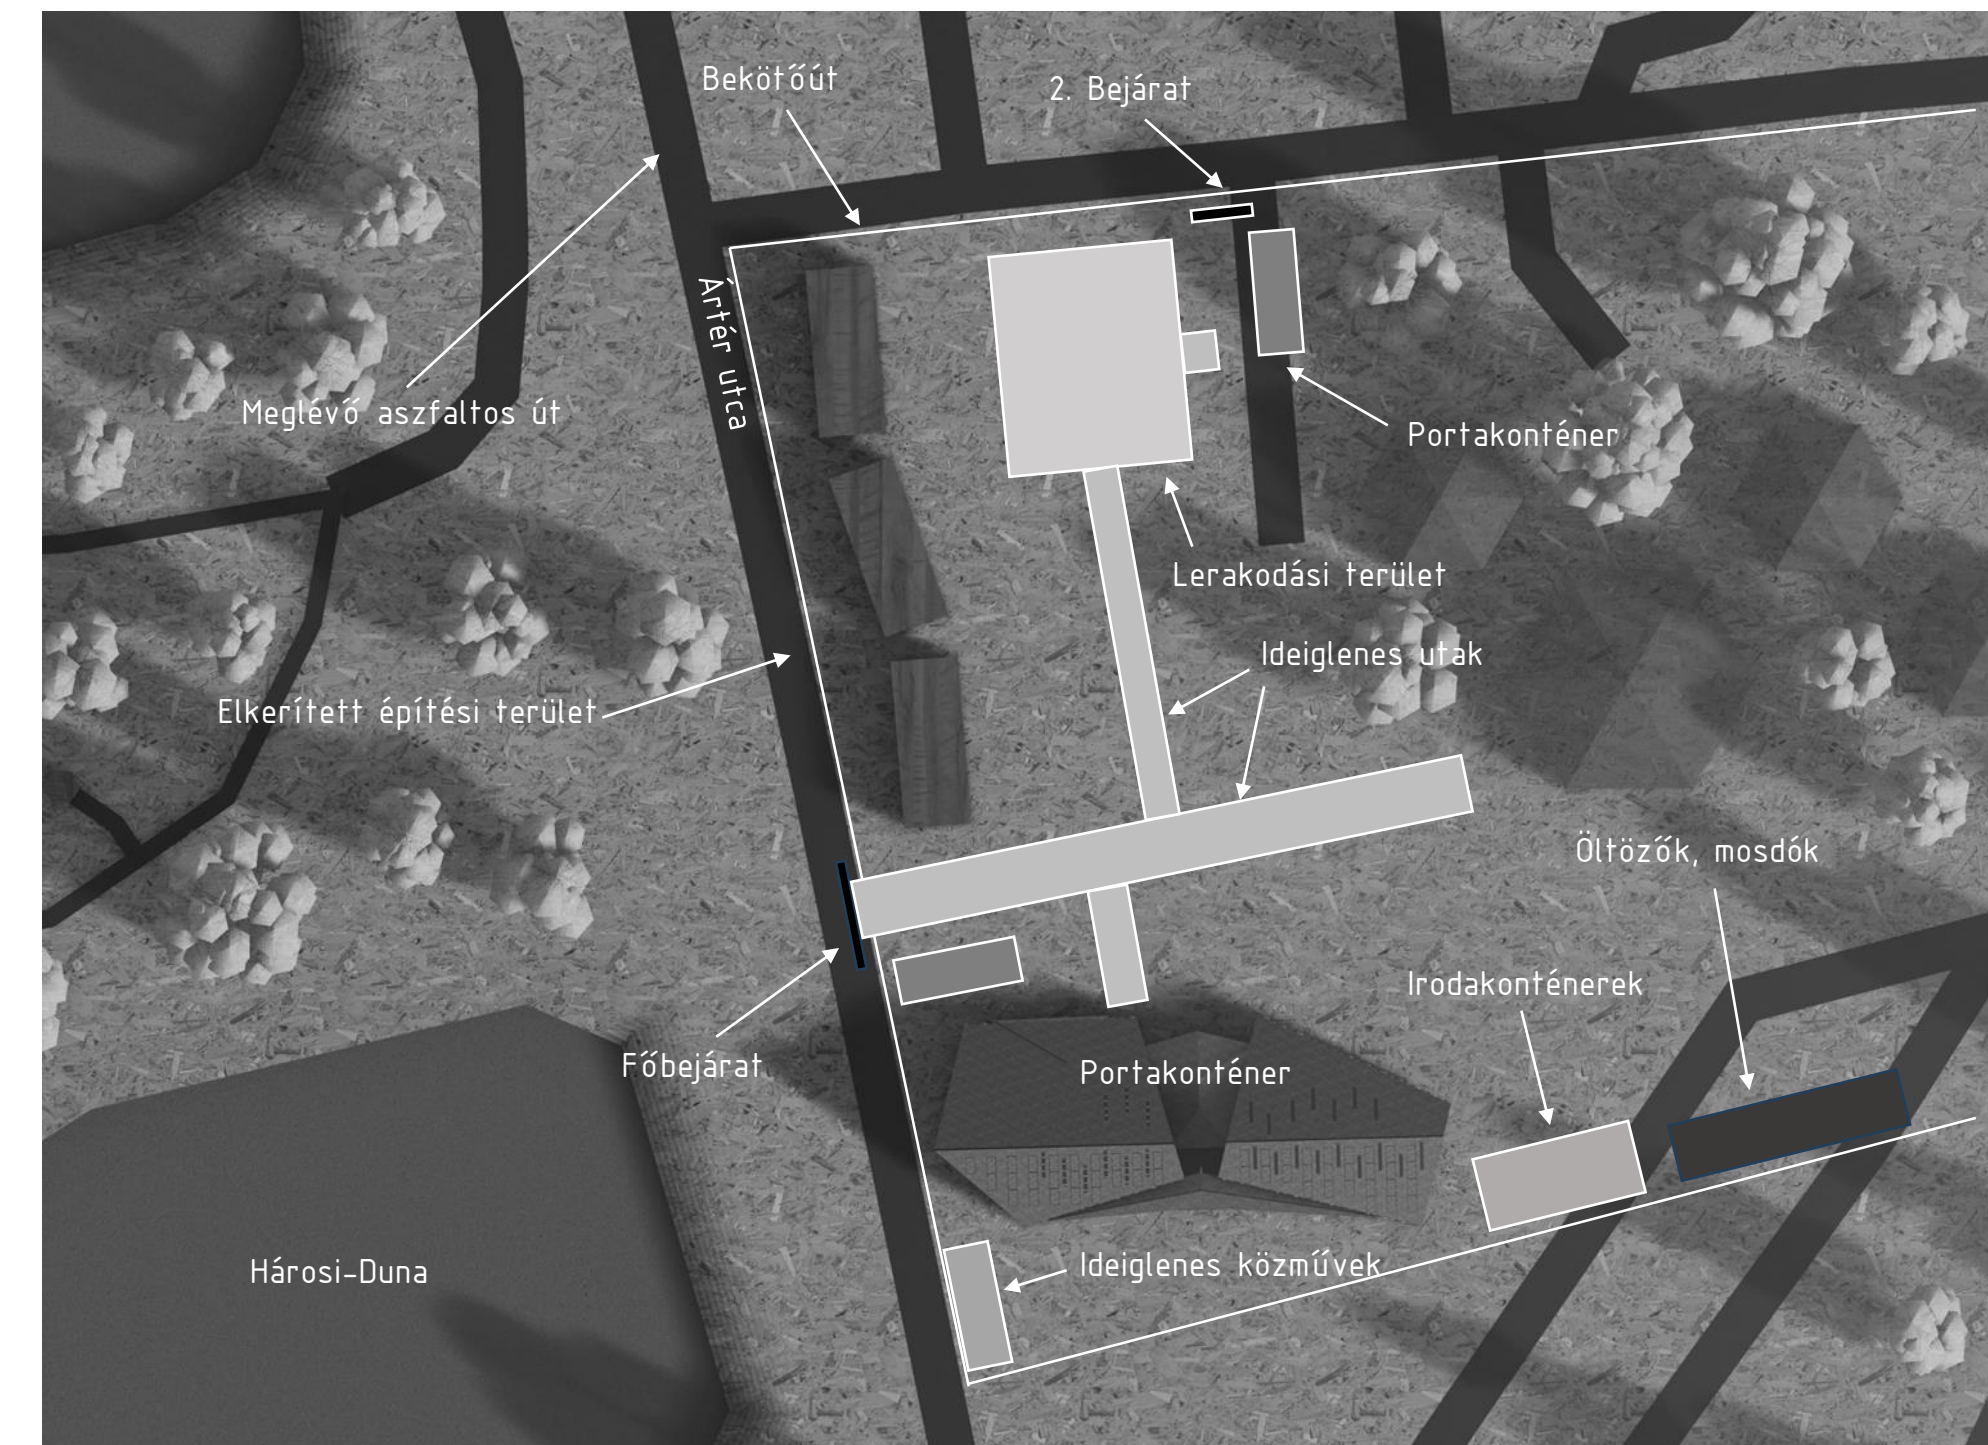 Bekötőút
2. Bejárat
Ártér utca
Meglévő aszfaltos út
Portakonténer
Lerakodási terület
Ideiglenes utak
Elkerített építési terület
Öltözők, mosdók
Irodakonténerek
Főbejárat
Portakonténer
Hárosi-Duna
Ideiglenes közművek